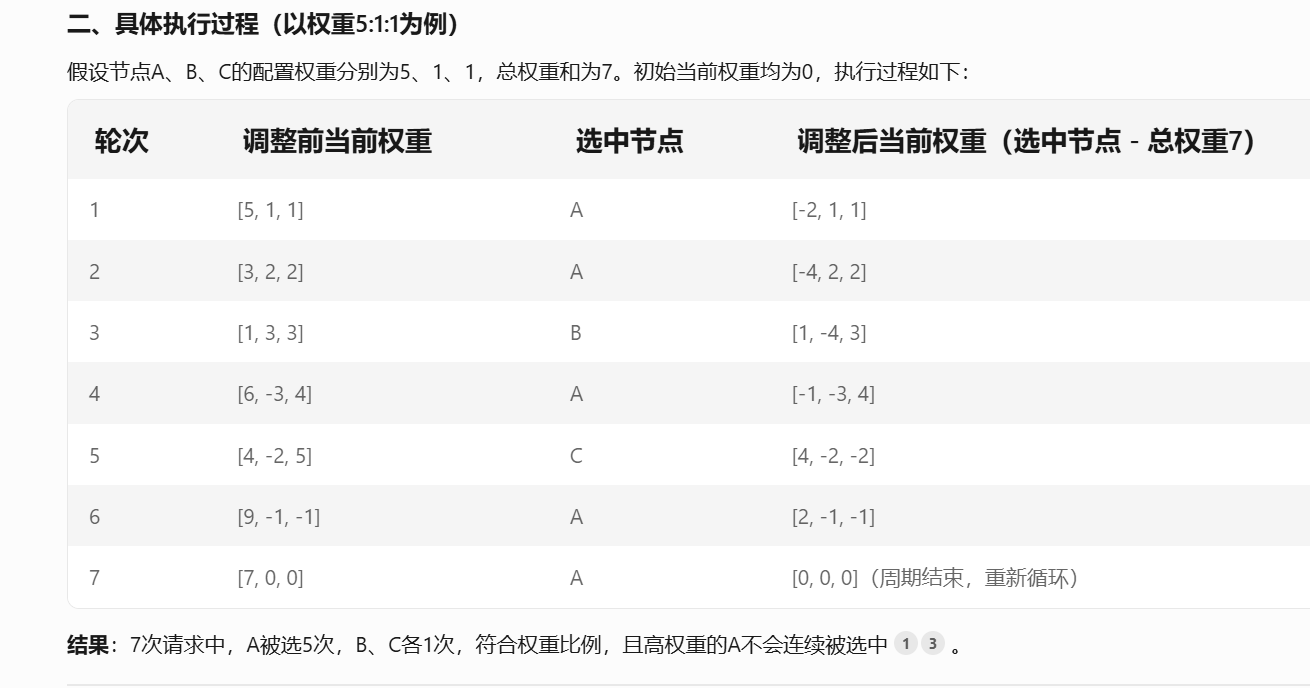 二、具体执行过程（以权重5:1:1为例）
假设节点A、B、C的配置权重分别为5、1、1，总权重和为7。初始当前权重均为0，执行过程如下：
轮次 调整前当前权重 选中节点 调整后当前权重（选中节点 - 总权重7）
1 [5, 1, 1] A [-2, 1, 1]
2 [3, 2, 2] A [-4, 2, 2]
3 [1, 3, 3] B [1, -4, 3]
4 [6, -3, 4] A [-1, -3, 4]
5 [4, -2, 5] C [4, -2, -2]
6 [9, -1, -1] A [2, -1, -1]
7 [7, 0, 0] A [0, 0, 0]（周期结束，重新循环）
结果：7次请求中，A被选5次，B、C各1次，符合权重比例，且高权重的A不会连续被选中 1 3 。